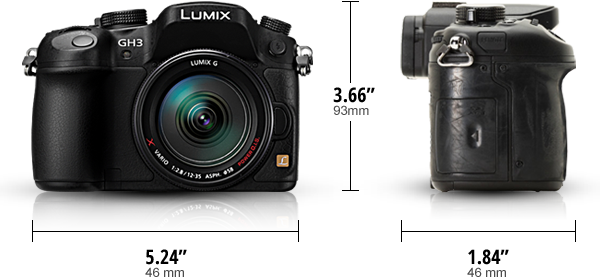 LUMIX
GH3
LUMIX G
X VARIO 1:2.8/12-35 ASPH. ø58 POWER O.I.S.
3.66”
93mm
5.24”
46 mm
1.84”
46 mm